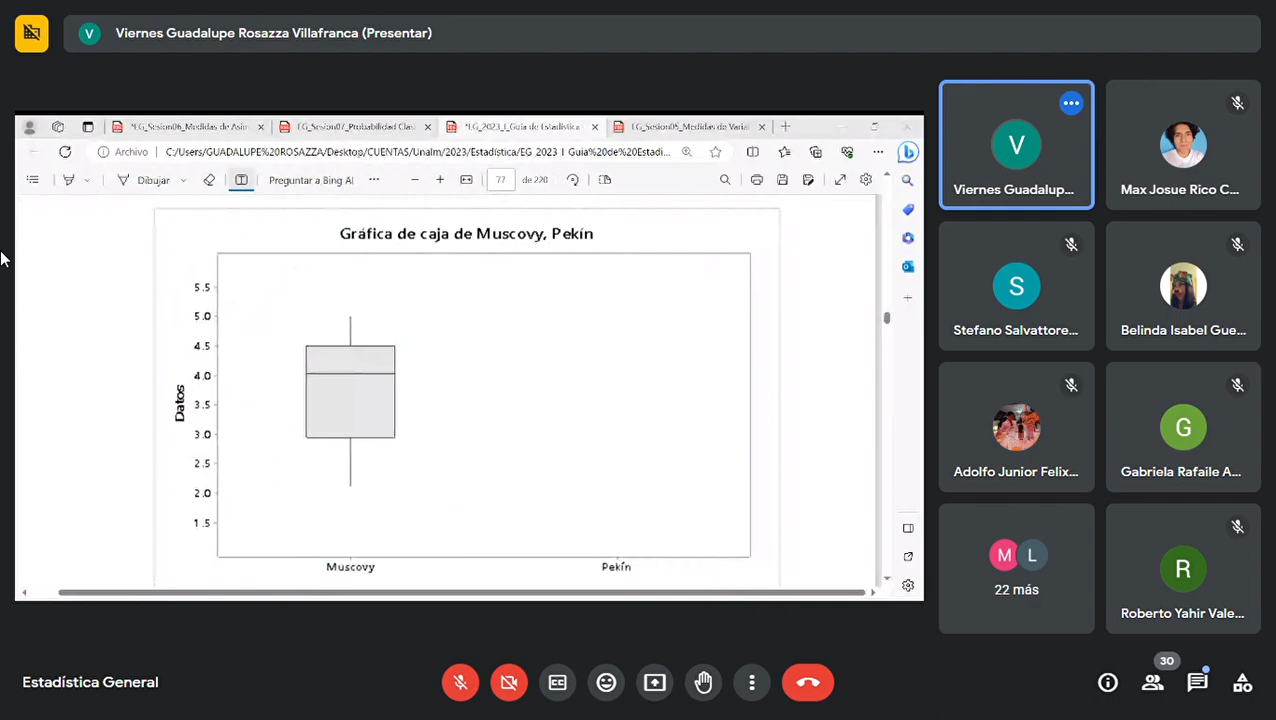 V Viernes Guadalupe Rosazza Villafranca (Presentar)
*EG_Sesion06_Medidas de Asim
EG_Sesion07_Probabilidad Clas
*EG_2023_I_Guia de Estadística
EG_Sesion05_Medidas de Varial
Archivo C:/Users/GUADALUPE%20ROSAZZA/Desktop/CUENTAS/Unalm/2023/Estadística/EG 2023 I Guia%20de%20Estadi...
Dibujar
Preguntar a Bing AI
77 de 220
Gráfica de caja de Muscovy, Pekín
5.5
5.0
4.5
4.0
3.5
3.0
2.5
2.0
1.5
Datos
Muscovy
Pekín
V
Viernes Guadalup...
Max Josue Rico C...
S
Stefano Salvattore...
Belinda Isabel Gue...
Adolfo Junior Felix...
G
Gabriela Rafaile A...
M L
22 más
R
Roberto Yahir Vale...
Estadística General
30